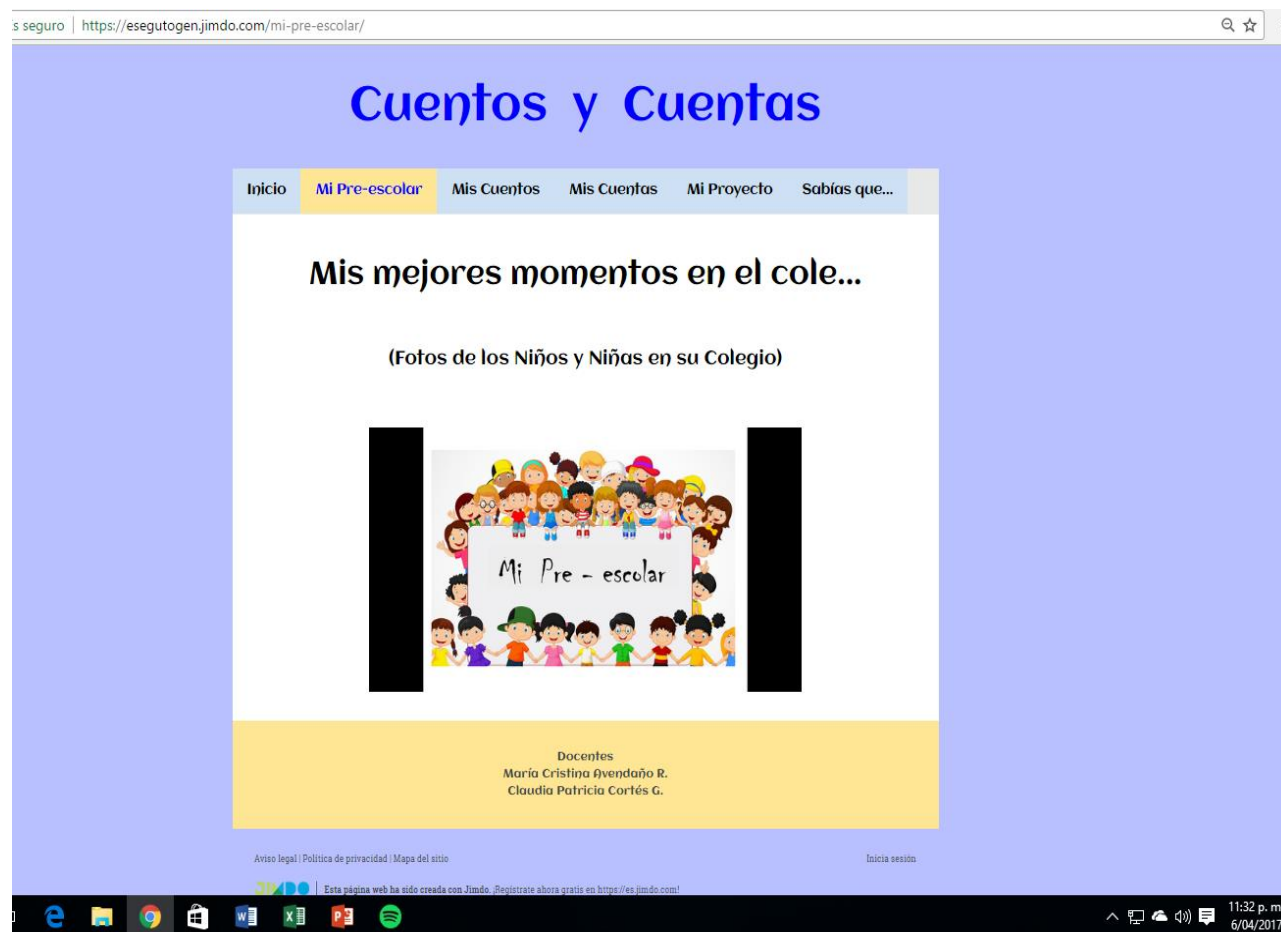 s seguro | https://esegutogen.jimdo.com/mi-pre-escolar/
Cuentos y Cuentas
Inicio Mi Pre-escolar Mis Cuentos Mis Cuentas Mi Proyecto Sabías que...
Mis mejores momentos en el cole...
(Fotos de los Niños y Niñas en su Colegio)
Mi Pre - escolar
Docentes
María Cristina Avendaño R.
Claudia Patricia Cortés G.
Aviso legal | Política de privacidad | Mapa del sitio Inicia sesión
JIMDO Esta página web ha sido creada con Jimdo. ¡Regístrate ahora gratis en https://es.jimdo.com!
11:32 p. m
6/04/2017